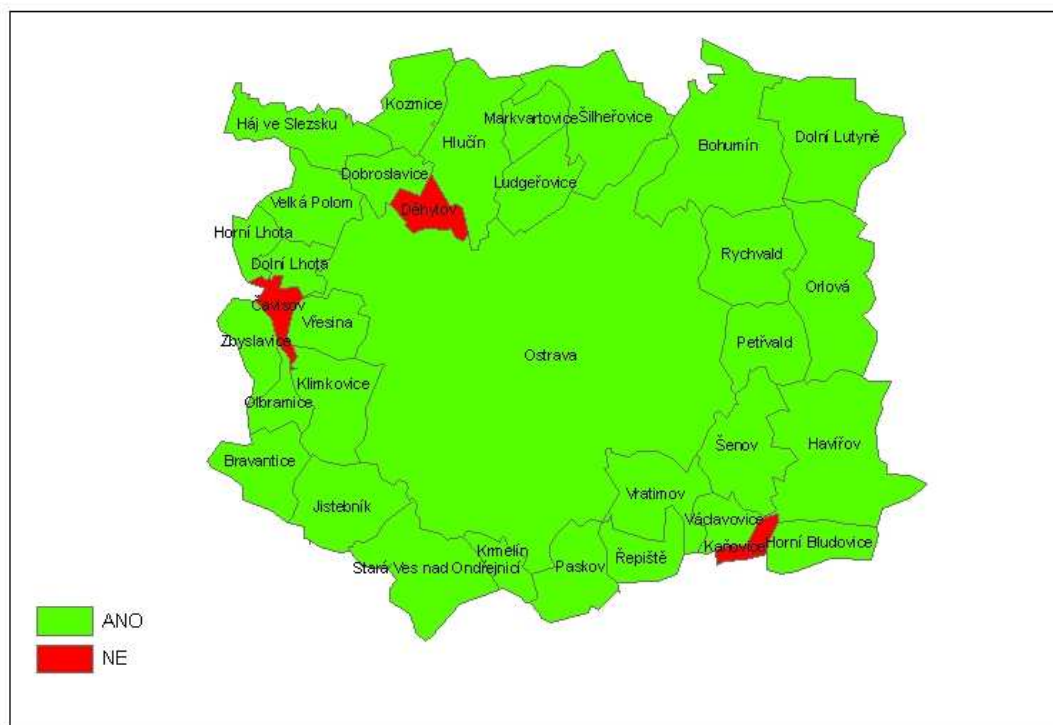 Kozmice
Háj ve Slezsku
Markvartovice
Šilheřovice
Hlučín
Bohumín
Dolní Lutyně
Dobroslavice
Ludgeřovice
Velká Polom
Děhylov
Horní Lhota
Rychvald
Dolní Lhota
Orlová
Čavisov
Vřesina
Zbyslavice
Petřvald
Ostrava
Klimkovice
Olbramice
Šenov
Havířov
Bravantice
Vratimov
Jistebník
Václavovice
Kaňovice
Horní Bludovice
Krmelín
Řepiště
Stará Ves nad Ondřejnicí
Paskov
ANO
NE